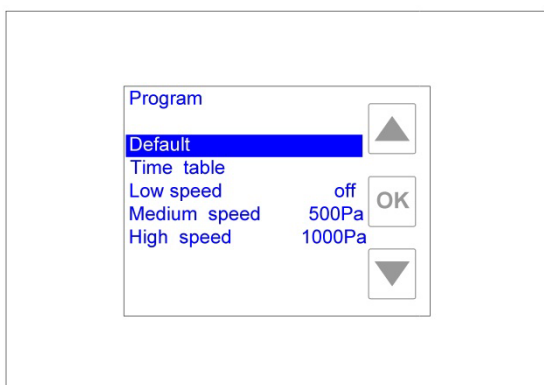 Program
Default
Time table
Low speed off
Medium speed 500Pa
High speed 1000Pa
OK